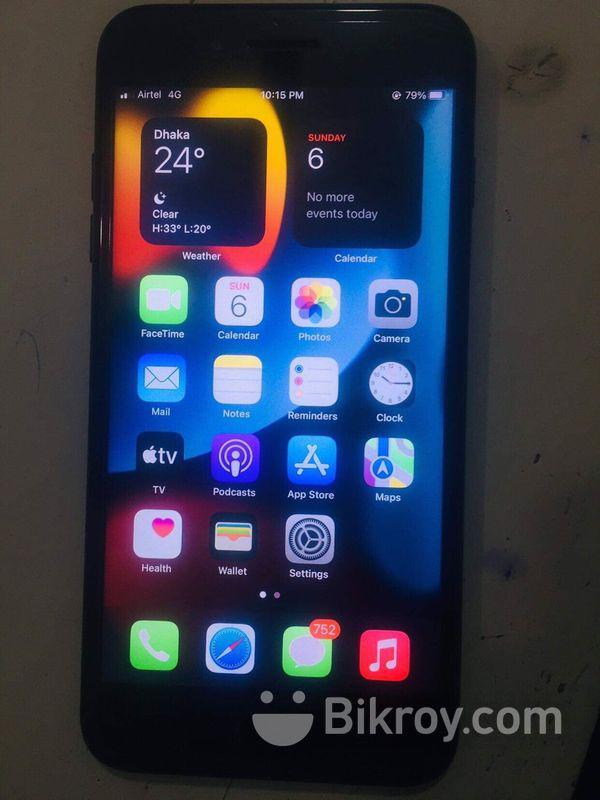 Airtel 4G 10:15 PM 79%
Dhaka
24°
Clear
H:33° L:20°
Weather
SUNDAY
6
No more
events today
Calendar
FaceTime
SUN
6
Calendar
Photos
Camera
Mail
Notes
Reminders
Clock
tv
TV
Podcasts
App Store
Maps
Health
Wallet
Settings
752
Bikroy.com